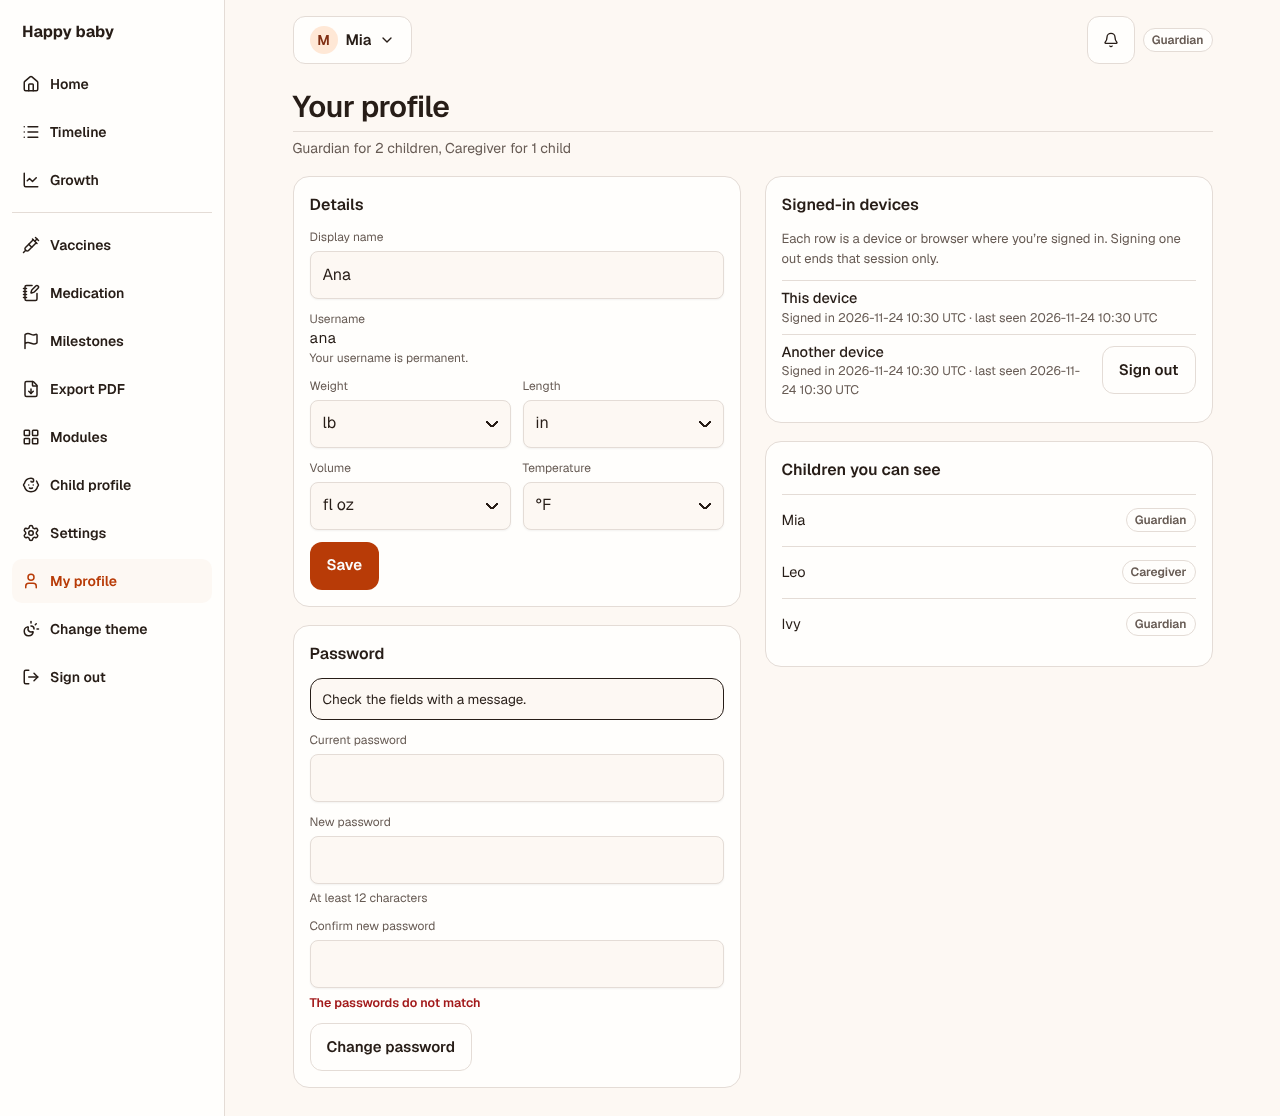 Happy baby
Home
Timeline
Growth
Vaccines
Medication
Milestones
Export PDF
Modules
Child profile
Settings
My profile
Change theme
Sign out
M Mia
Guardian
Your profile
Guardian for 2 children, Caregiver for 1 child
Details
Display name
Ana
Username
ana
Your username is permanent.
Weight
Length
lb
in
Volume
Temperature
fl oz
°F
Save
Password
Check the fields with a message.
Current password
New password
At least 12 characters
Confirm new password
The passwords do not match
Change password
Signed-in devices
Each row is a device or browser where you're signed in. Signing one
out ends that session only.
This device
Signed in 2026-11-24 10:30 UTC · last seen 2026-11-24 10:30 UTC
Another device
Signed in 2026-11-24 10:30 UTC · last seen 2026-11-
24 10:30 UTC
Sign out
Children you can see
Mia
Guardian
Leo
Caregiver
Ivy
Guardian